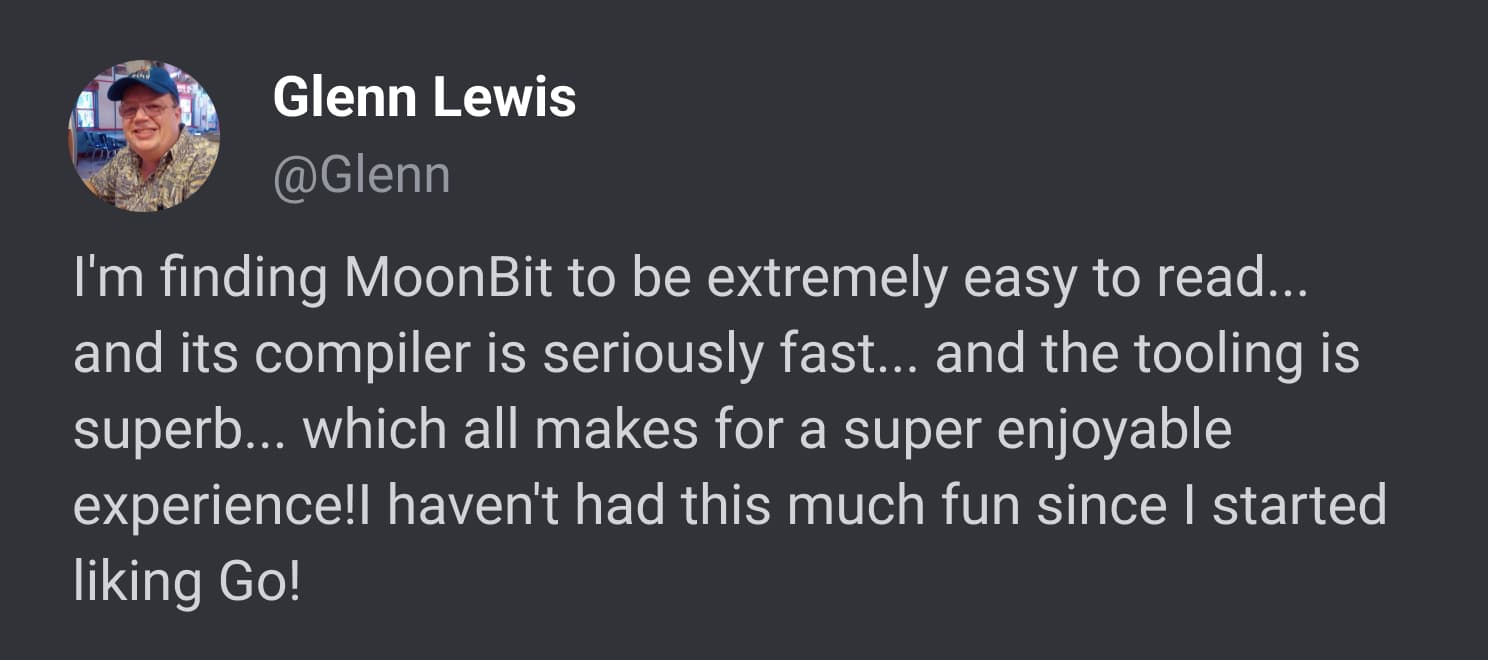 Glenn Lewis
@Glenn
I'm finding MoonBit to be extremely easy to read...
and its compiler is seriously fast... and the tooling is
superb... which all makes for a super enjoyable
experience!I haven't had this much fun since I started
liking Go!